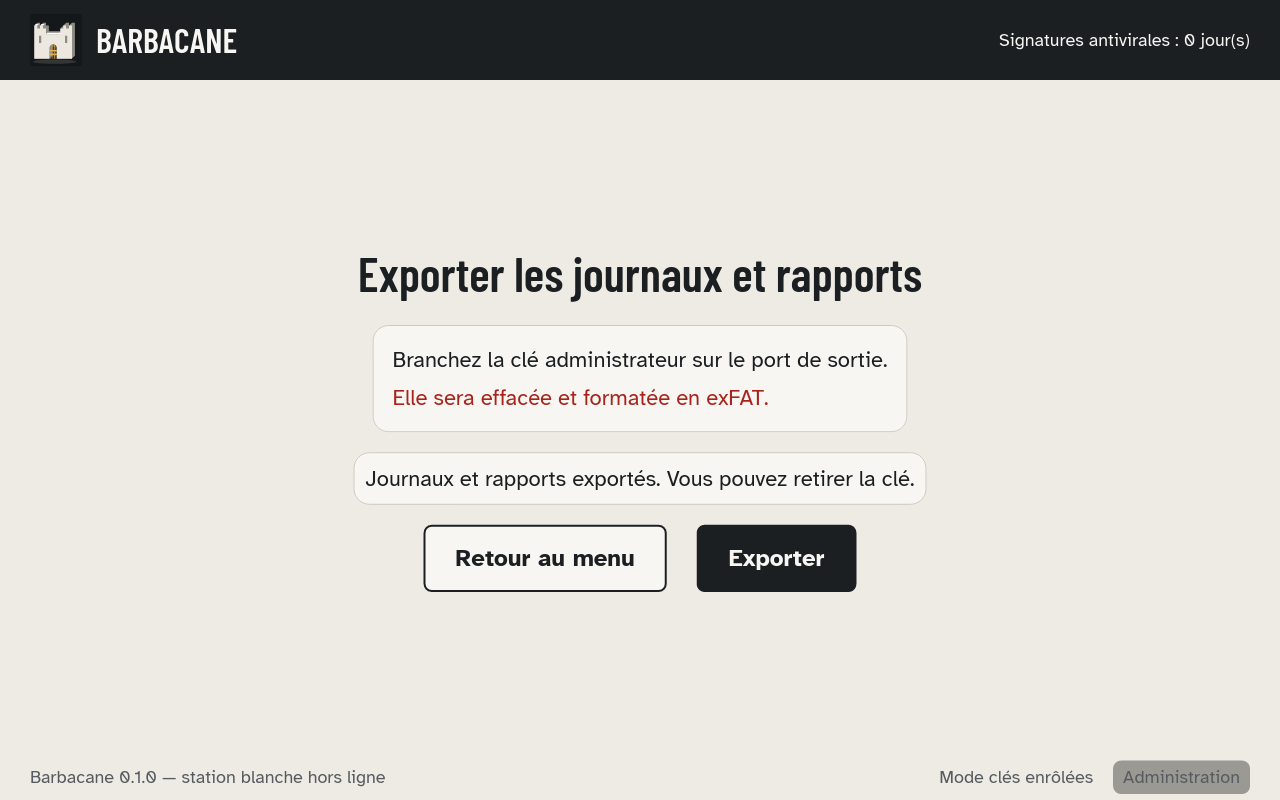 BARBACANE
Signatures antivirales : 0 jour(s)
Exporter les journaux et rapports
Branchez la clé administrateur sur le port de sortie.
Elle sera effacée et formatée en exFAT.
Journaux et rapports exportés. Vous pouvez retirer la clé.
Retour au menu
Exporter
Barbacane 0.1.0 — station blanche hors ligne
Mode clés enrôlées
Administration